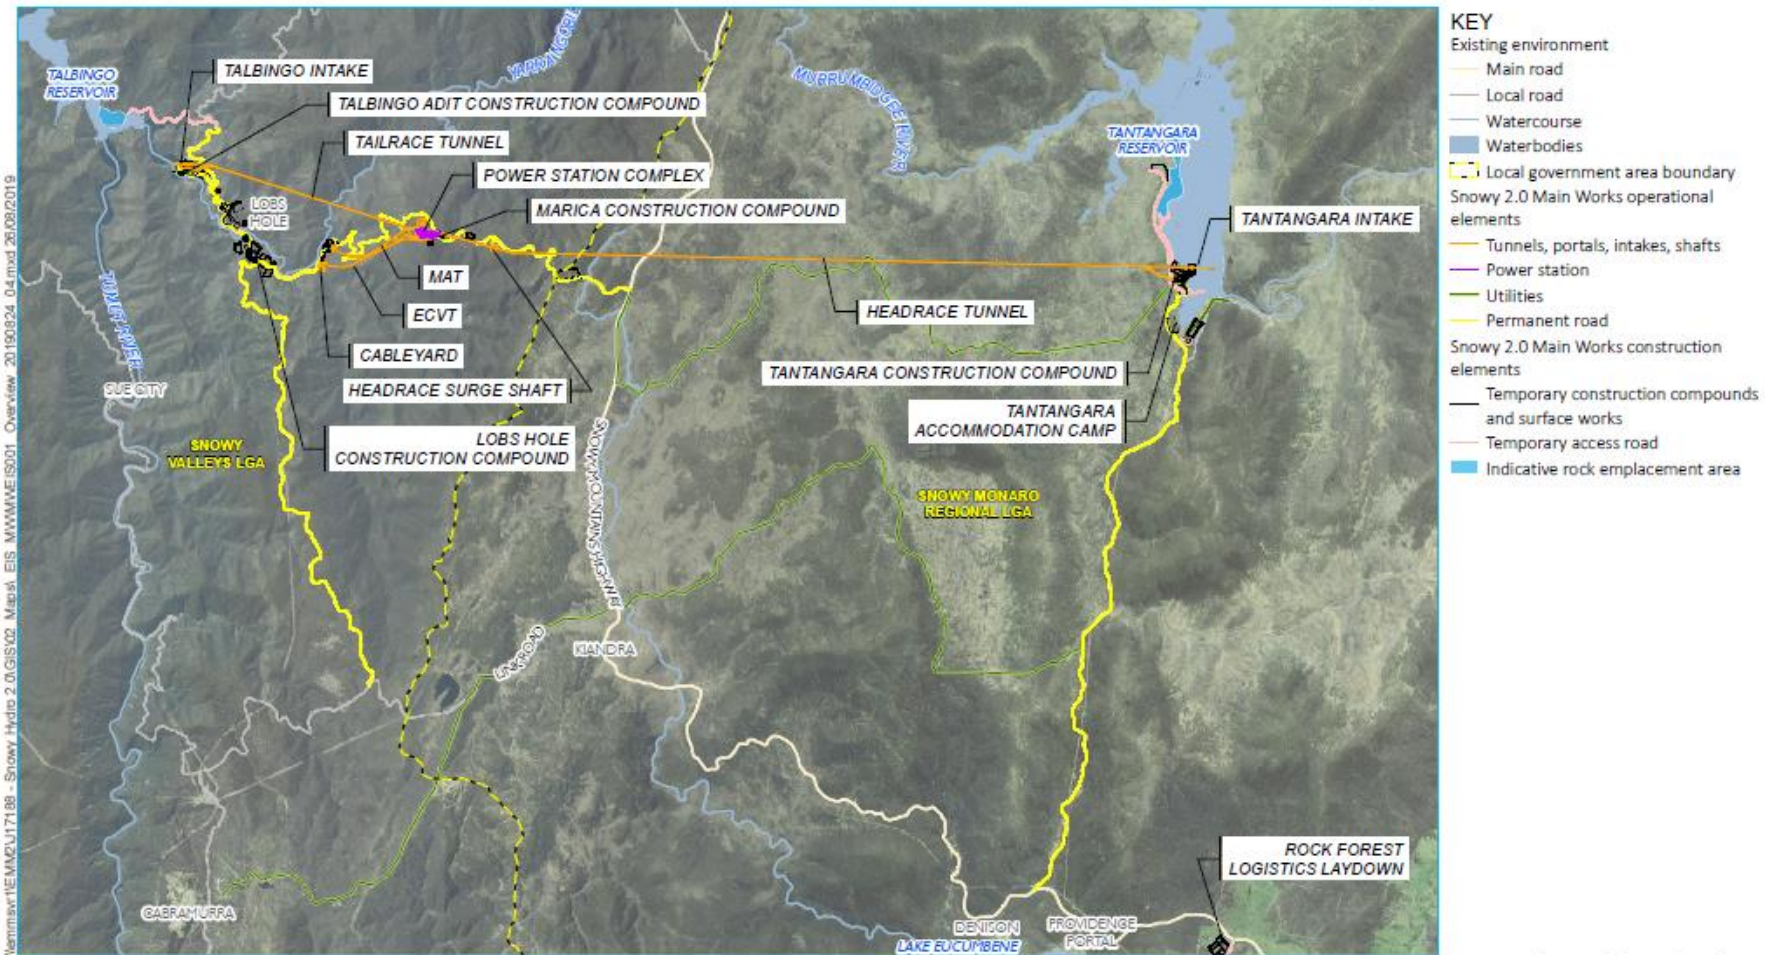 TALBINGO
RESERVOIR
TALBINGO INTAKE
TALBINGO ADIT CONSTRUCTION COMPOUND
TAILRACE TUNNEL
POWER STATION COMPLEX
MARICA CONSTRUCTION COMPOUND
LOBS
HOLE
MURRUMBIDGEE RIVER
TANTANGARA
RESERVOIR
TANTANGARA INTAKE
MAT
ECVT
CABLEYARD
HEADRACE SURGE SHAFT
HEADRACE TUNNEL
TANTANGARA CONSTRUCTION COMPOUND
TANTANGARA
ACCOMMODATION CAMP
LOBS HOLE
CONSTRUCTION COMPOUND
TUMUT RIVER
SUE CITY
SNOWY
VALLEYS LGA
SNOWY MOUNTAINS HIGHWAY
SNOWY MONARO
REGIONAL LGA
LINK ROAD
KIANDRA
CABRAMURRA
DENISON
LAKE EUCUMBENE
PROVIDENCE
PORTAL
ROCK FOREST
LOGISTICS LAYDOWN
KEY
Existing environment
Main road
Local road
Watercourse
Waterbodies
Local government area boundary
Snowy 2.0 Main Works operational
elements
Tunnels, portals, intakes, shafts
Power station
Utilities
Permanent road
Snowy 2.0 Main Works construction
elements
Temporary construction compounds
and surface works
Temporary access road
Indicative rock emplacement area